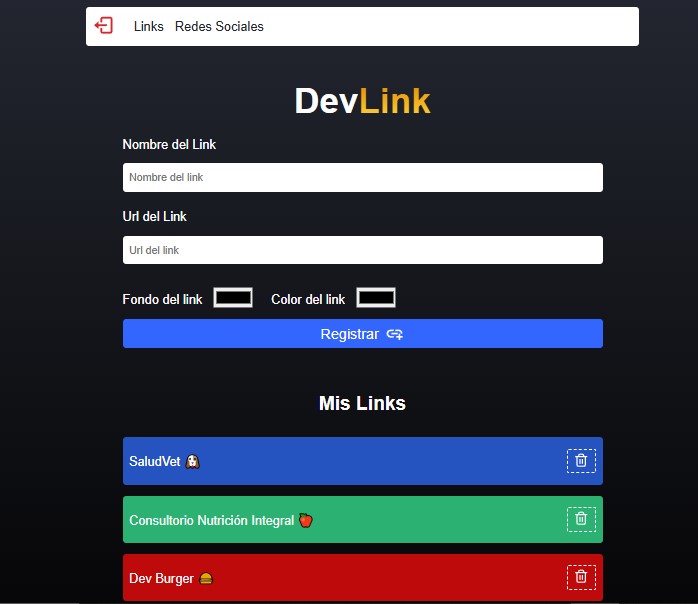 Links Redes Sociales
DevLink
Nombre del Link
Nombre del link
Url del Link
Url del link
Fondo del link Color del link
Registrar
Mis Links
SaludVet
Consultorio Nutrición Integral
Dev Burger